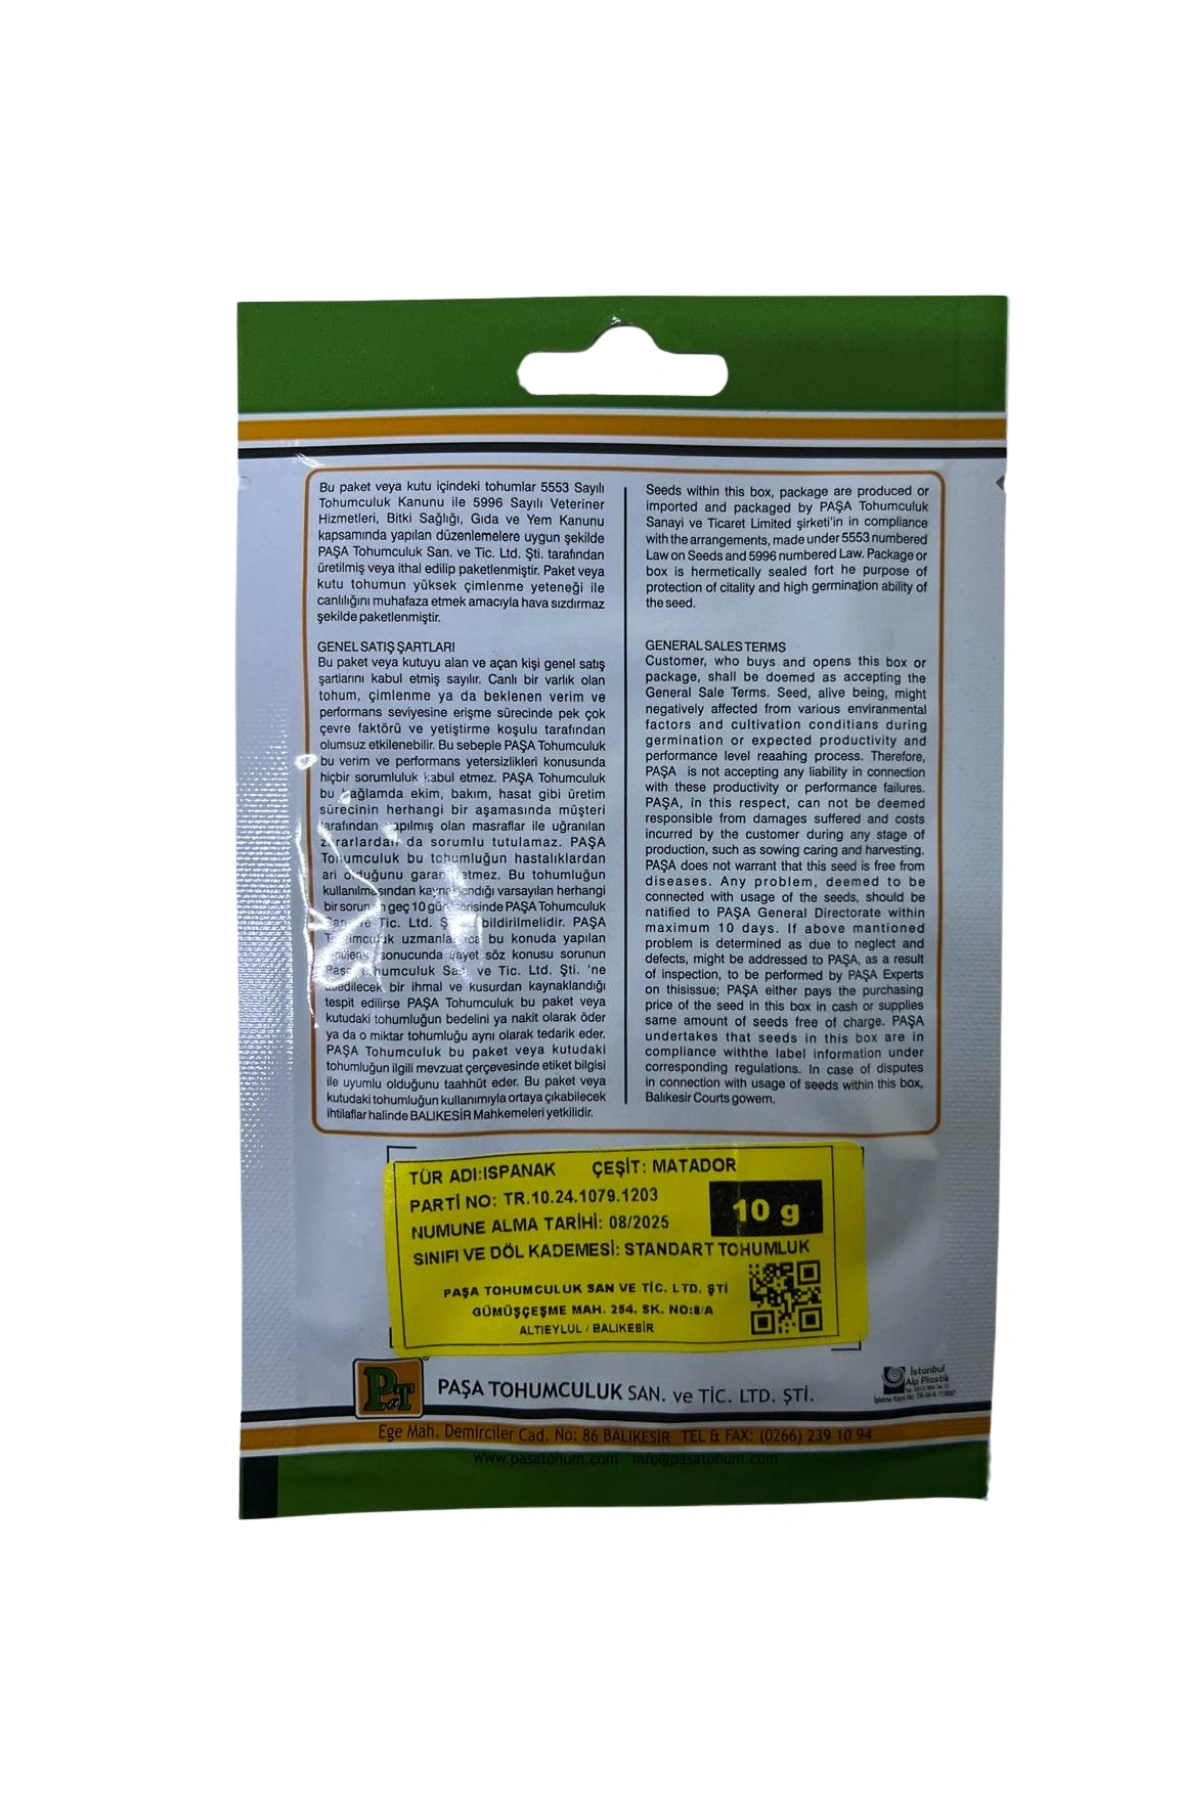 Bu paket veya kutu içindeki tohumlar 5553 Sayılı
Tohumculuk Kanunu ile 5996 Sayılı Veteriner
Hizmetleri, Bitki Sağlığı, Gıda ve Yem Kanunu
kapsamında yapılan düzenlemelere uygun şekilde
PAŞA Tohumculuk San. ve Tic. Ltd. Şti. tarafından
üretilmiş veya ithal edilip paketlenmiştir. Paket veya
kutu tohumun yüksek çimlenme yeteneği ile
canlılığını muhafaza etmek amacıyla hava sızdırmaz
şekilde paketlenmiştir.
GENEL SATIŞ ŞARTLARI
Bu paket veya kutuyu alan ve açan kişi genel satış
şartlarını kabul etmiş sayılır. Canlı bir varlık olan
tohum, çimlenme ya da beklenen verim ve
performans seviyesine erişme sürecinde pek çok
çevre faktörü ve yetiştirme koşulu tarafından
olumsuz etkilenebilir. Bu sebeple PAŞA Tohumculuk
bu verim ve performans yetersizlikleri konusunda
hiçbir sorumluluk kabul etmez. PAŞA Tohumculuk
bu bağlamda ekim, bakım, hasat gibi üretim
sürecinin herhangi bir aşamasında müşteri
tarafından yapılmış olan masraflar ile uğranılan
zararlardan da sorumlu tutulamaz. PAŞA
Tohumculuk bu tohumluğun hastalıklardan
ari olduğunu etmez. Bu tohumluğun
kullanılmasından kaynaklandığı varsayılan herhangi
bir sorun geç 10 gün içerisinde PAŞA Tohumculuk
San ve Tic. Ltd. bildirilmelidir. PAŞA
Tohumculuk bu konuda yapılan
sonucunda şayet söz konusu sorunun
Paşa Tohumculuk San. ve Tic. Ltd. Şti. 'ne
bir ihmal ve kusurdan kaynaklandığı
tespit edilirse PAŞA Tohumculuk bu paket veya
kutudaki tohumluğun bedelini ya nakit olarak öder
ya da o miktar tohumluğu aynı olarak tedarik eder.
PAŞA Tohumculuk bu paket veya kutudaki
tohumluğun ilgili mevzuat çerçevesinde etiket bilgisi
ile uyumlu olduğunu taahhüt eder. Bu paket veya
kutudaki tohumluğun kullanımıyla ortaya çıkabilecek
ihtilaflar halinde BALIKESİR Mahkemeleri yetkilidir.
Seeds within this box, package are produced or
imported and packaged by PAŞA Tohumculuk
Sanayi ve Ticaret Limited şirketi'in in compliance
with the arrangements, made under 5553 numbered
Law on Seeds and 5996 numbered Law. Package or
box is hermetically sealed fort he purpose of
protection of citality and high germination ability of
the seed.
GENERAL SALES TERMS
Customer, who buys and opens this box or
package, shall be doemed as accepting the
General Sale Terms. Seed, alive being, might
negatively affected from various enviranmental
factors and cultivation conditians during
germination or expected productivity and
performance level reaahing process. Therefore,
PAŞA is not accepting any liability in connection
with these productivity or performance failures.
PAŞA, in this respect, can not be deemed
responsible from damages suffered and costs
incurred by the customer during any stage of
production, such as sowing caring and harvesting.
PAŞA does not warrant that this seed is free from
diseases. Any problem, deemed to be
connected with usage of the seeds, should be
natified to PAŞA General Directorate within
maximum 10 days. If above mantioned
problem is determined as due to neglect and
defects, might be addressed to PAŞA, as a result
of inspection, to be performed by PAŞA Experts
on thisissue; PAŞA either pays the purchasing
price of the seed in this box in cash or supplies
same amount of seeds free of charge. PAŞA
undertakes that seeds in this box are in
compliance withthe label information under
corresponding regulations. In case of disputes
in connection with usage of seeds within this box,
Balıkesir Courts gowem.
TÜR ADI:ISPANAK ÇEŞİT: MATADOR
PARTİ NO: TR.10.24.1079.1203
10 g
NUMUNE ALMA TARİHİ: 08/2025
SINIFI VE DÖL KADEMESİ: STANDART TOHUMLUK
PAŞA TOHUMCULUK SAN VE TİC. LTD. ŞTİ
GÜMÜŞÇEŞME MAH. 254. SK. NO:8/A
ALTIEYLUL / BALIKESİR
PaT ®
PAŞA TOHUMCULUK SAN. ve TİC. LTD. ŞTİ.
İstanbul
Alp Plastik
Ege Mah. Demirciler Cad. No: 86 BALIKESİR TEL & FAX: (0266) 239 10 94
www.pasatohum.com info@pasatohum.com